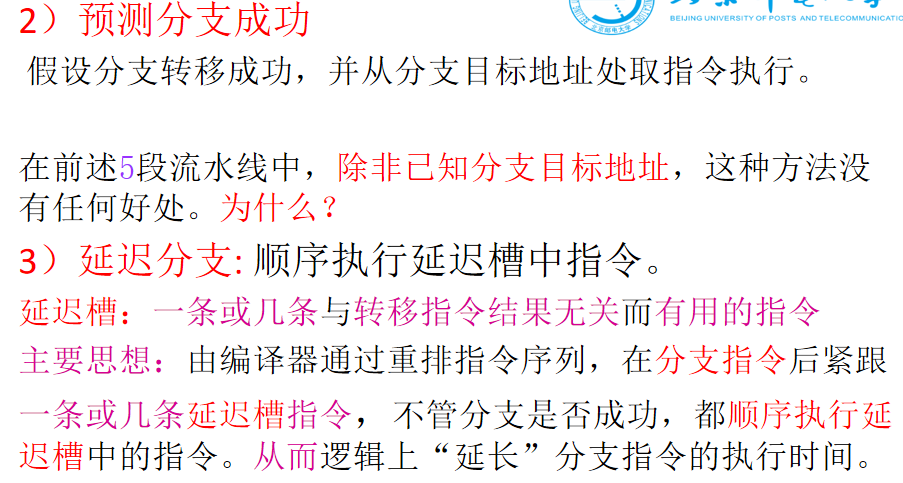 2）预测分支成功
BEIJING UNIVERSITY OF POSTS AND TELECOMMUNICATIO
假设分支转移成功，并从分支目标地址处取指令执行。
在前述5段流水线中，除非已知分支目标地址，这种方法没
有任何好处。为什么？
3）延迟分支：顺序执行延迟槽中指令。
延迟槽：一条或几条与转移指令结果无关而有用的指令
主要思想：由编译器通过重排指令序列，在分支指令后紧跟
一条或几条延迟槽指令，不管分支是否成功，都顺序执行延
迟槽中的指令。从而逻辑上“延长”分支指令的执行时间。